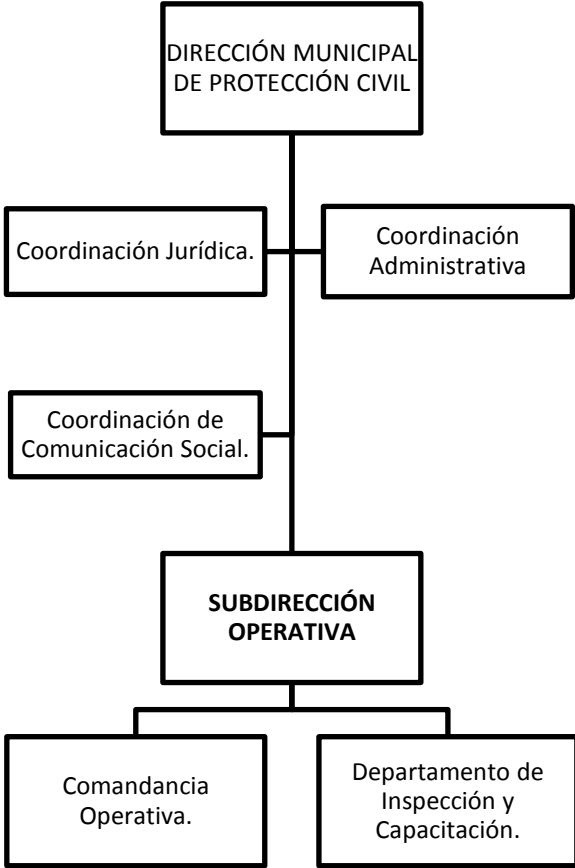 DIRECCIÓN MUNICIPAL
DE PROTECCIÓN CIVIL
Coordinación Jurídica.
Coordinación
Administrativa
Coordinación de
Comunicación Social.
SUBDIRECCIÓN
OPERATIVA
Comandancia
Operativa.
Departamento de
Inspección y
Capacitación.